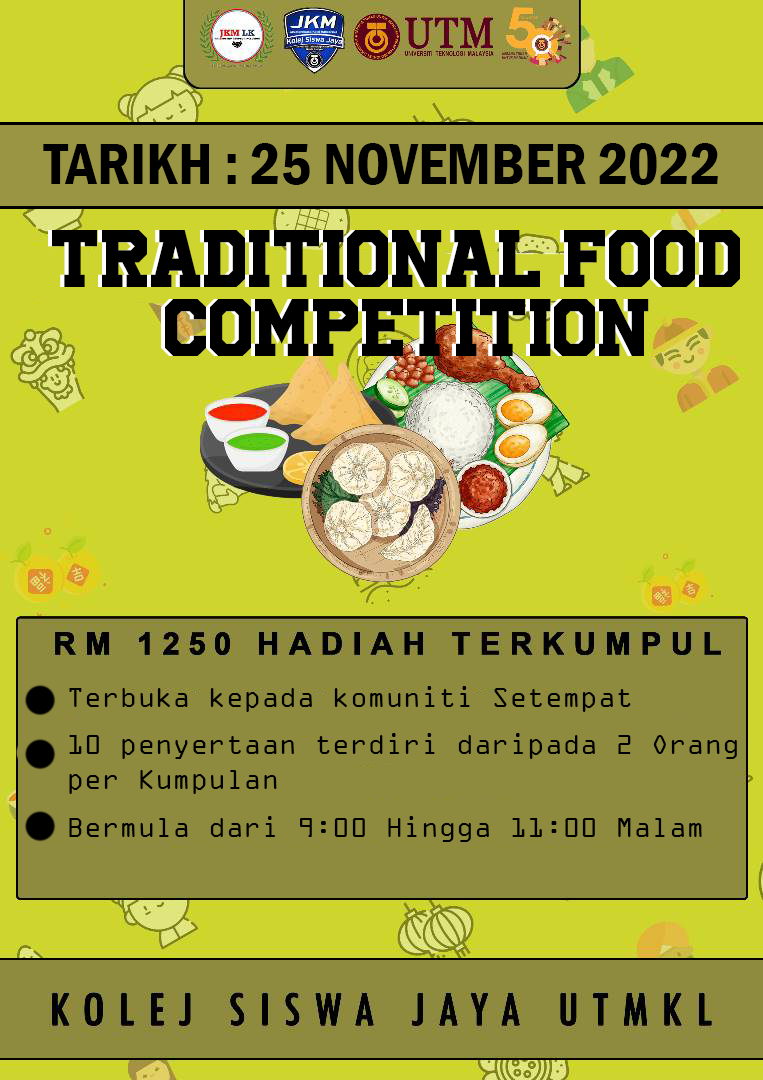 JKM LK
JKM
Kolej Siswa Jaya
UTM
UNIVERSITI TEKNOLOGI MALAYSIA
TARIKH : 25 NOVEMBER 2022
TRADITIONAL FOOD
COMPETITION
RM 1250 HADIAH TERKUMPUL
Terbuka kepada komuniti Setempat
10 penyertaan terdiri daripada 2 Orang
per Kumpulan
Bermula dari 9:00 Hingga 11:00 Malam
KOLEJ SISWA JAYA UTMKL